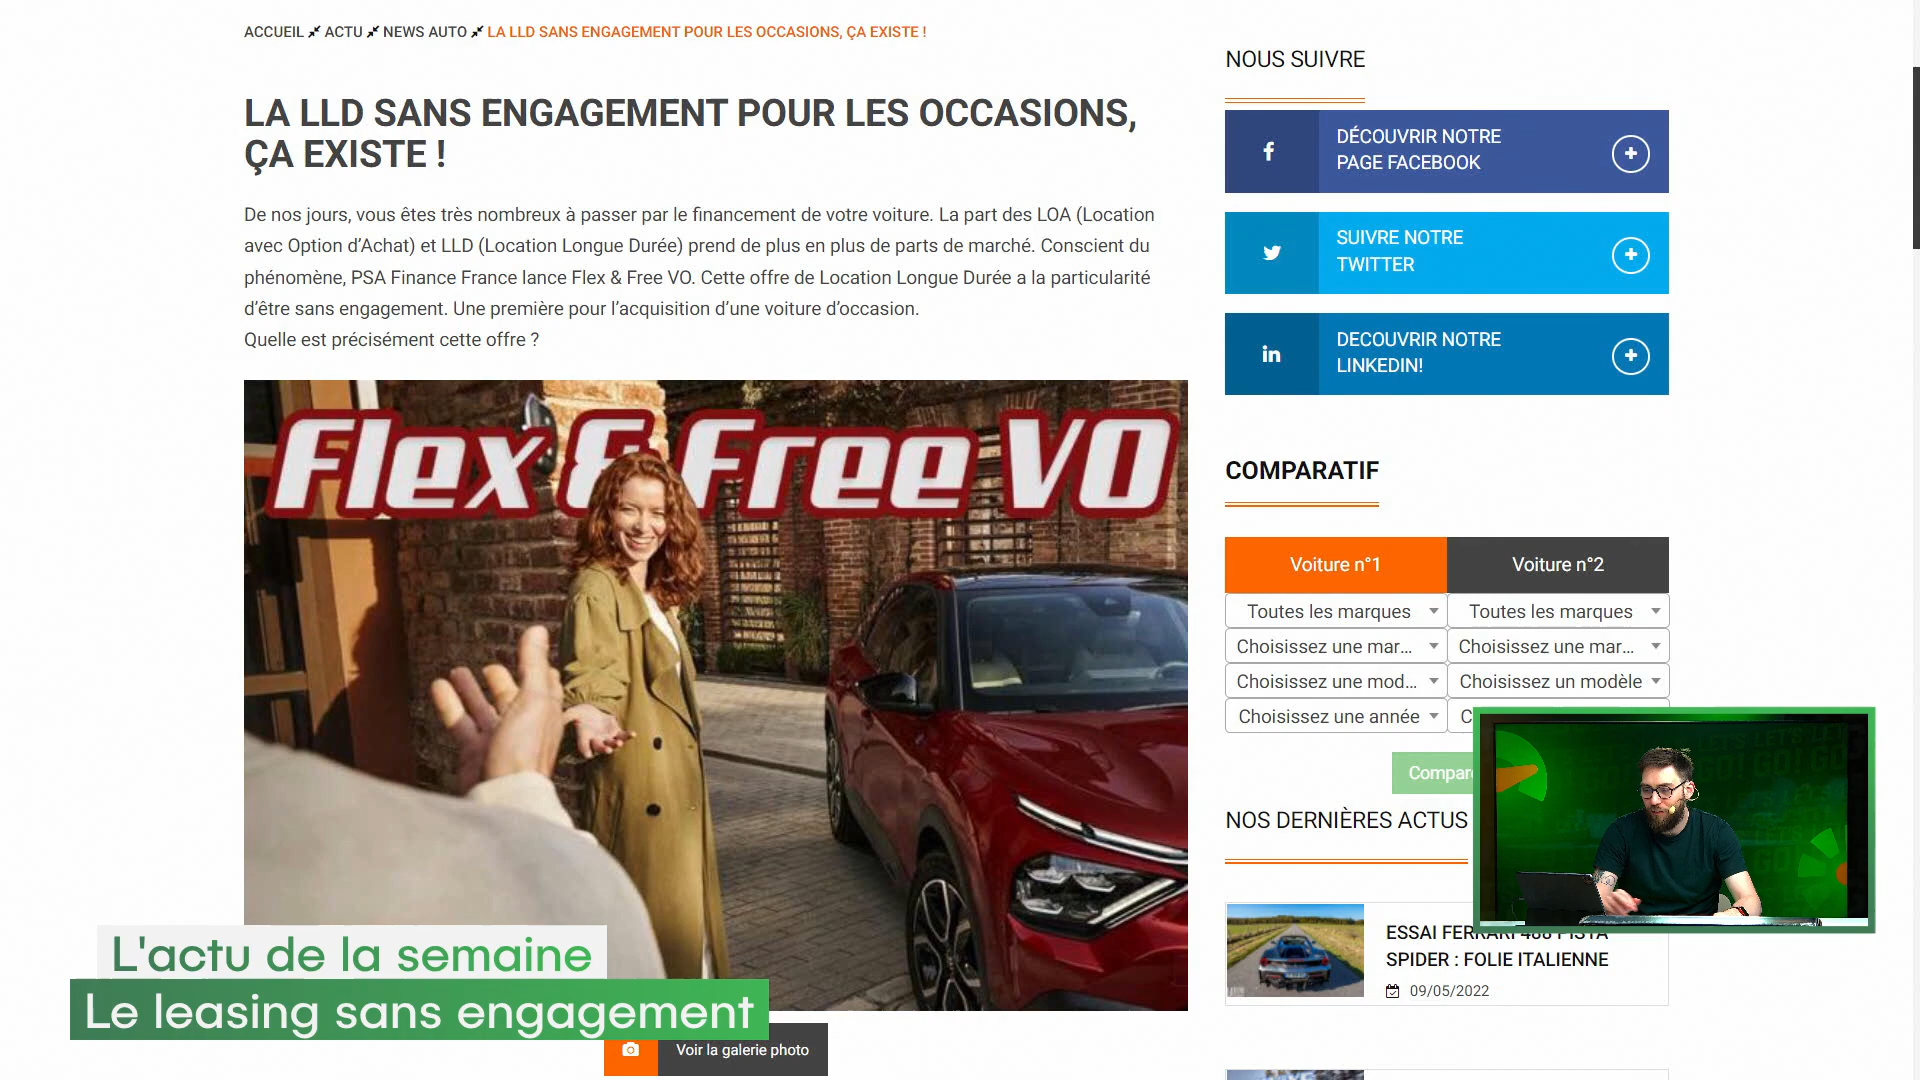 ACCUEIL ACTU NEWS AUTO LA LLD SANS ENGAGEMENT POUR LES OCCASIONS, ÇA EXISTE !
LA LLD SANS ENGAGEMENT POUR LES OCCASIONS,
ÇA EXISTE !
De nos jours, vous êtes très nombreux à passer par le financement de votre voiture. La part des LOA (Location
avec Option d’Achat) et LLD (Location Longue Durée) prend de plus en plus de parts de marché. Conscient du
phénomène, PSA Finance France lance Flex & Free VO. Cette offre de Location Longue Durée a la particularité
d’être sans engagement. Une première pour l’acquisition d’une voiture d’occasion.
Quelle est précisément cette offre ?
Flex & Free VO
L'actu de la semaine
Le leasing sans engagement
Voir la galerie photo
NOUS SUIVRE
DÉCOUVRIR NOTRE
PAGE FACEBOOK
SUIVRE NOTRE
TWITTER
DECOUVRIR NOTRE
LINKEDIN!
COMPARATIF
Voiture n°1 Voiture n°2
Toutes les marques Toutes les marques
Choisissez une mar... Choisissez une mar...
Choisissez une mod... Choisissez un modèle
Choisissez une année C
Compar
NOS DERNIÈRES ACTUS
ESSAI FERRARI 488 PISTA
SPIDER : FOLIE ITALIENNE
09/05/2022